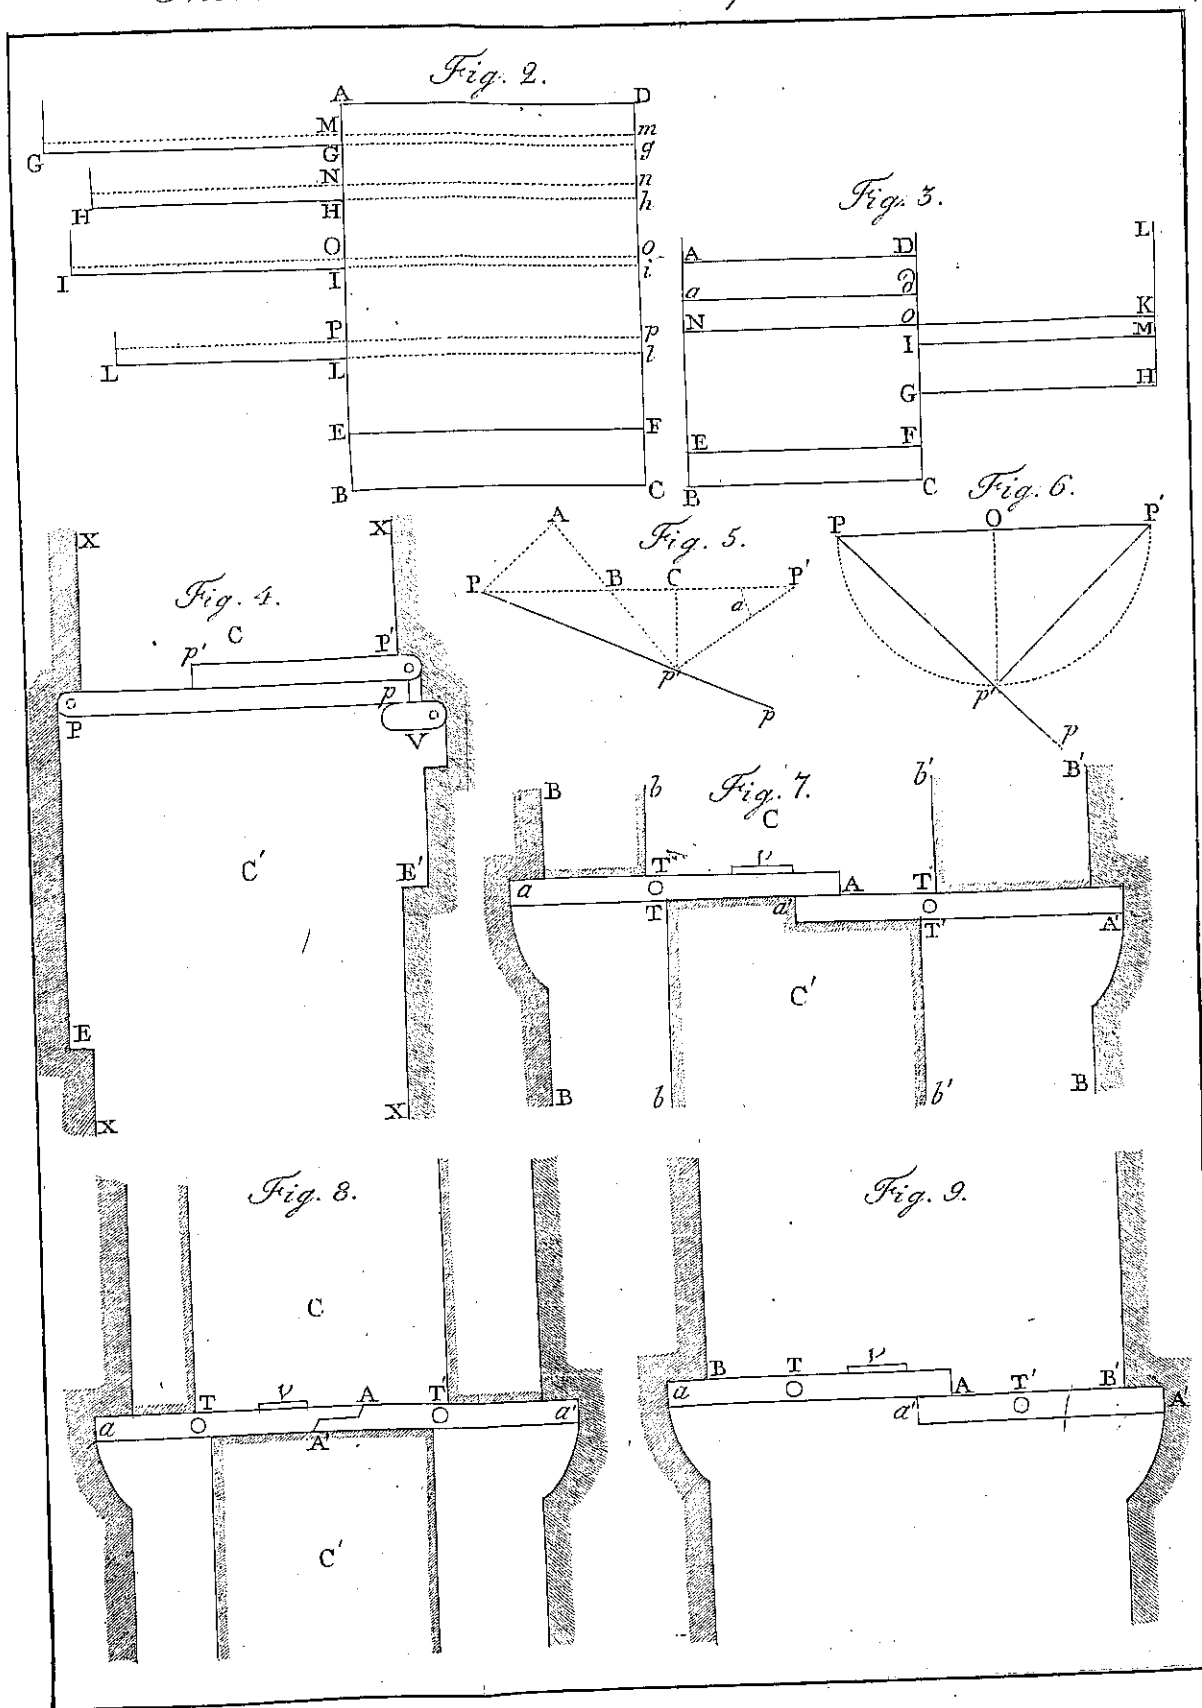 Fig. 2.
A D
M m
G G g
N n
H H h
O o
I I i
P p
L L l
E F
B C
Fig. 3.
A D L
a
N O K
I M
G H
E F
B C
Fig. 4.
X X
C
p' P'
P p
V
C'
E'
E
X X
Fig. 5.
A
P B C P'
a
p'
p
Fig. 6.
P O P'
p'
p
Fig. 7.
B b b' B'
C
a T" ν A T
T a' T' A'
C'
B b b' B
Fig. 8.
C
a T ν A T' a'
A'
C'
Fig. 9.
a B T ν A T' B' A'
a'